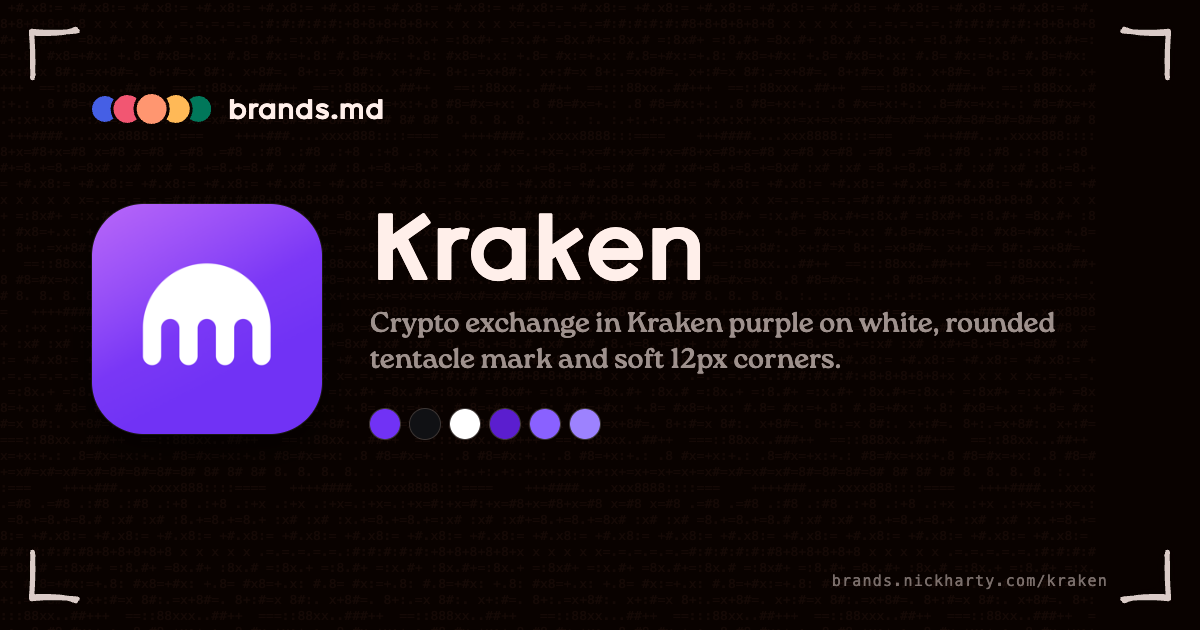 brands.md
Kraken
Crypto exchange in Kraken purple on white, rounded
tentacle mark and soft 12px corners.
brands.nickharty.com/kraken